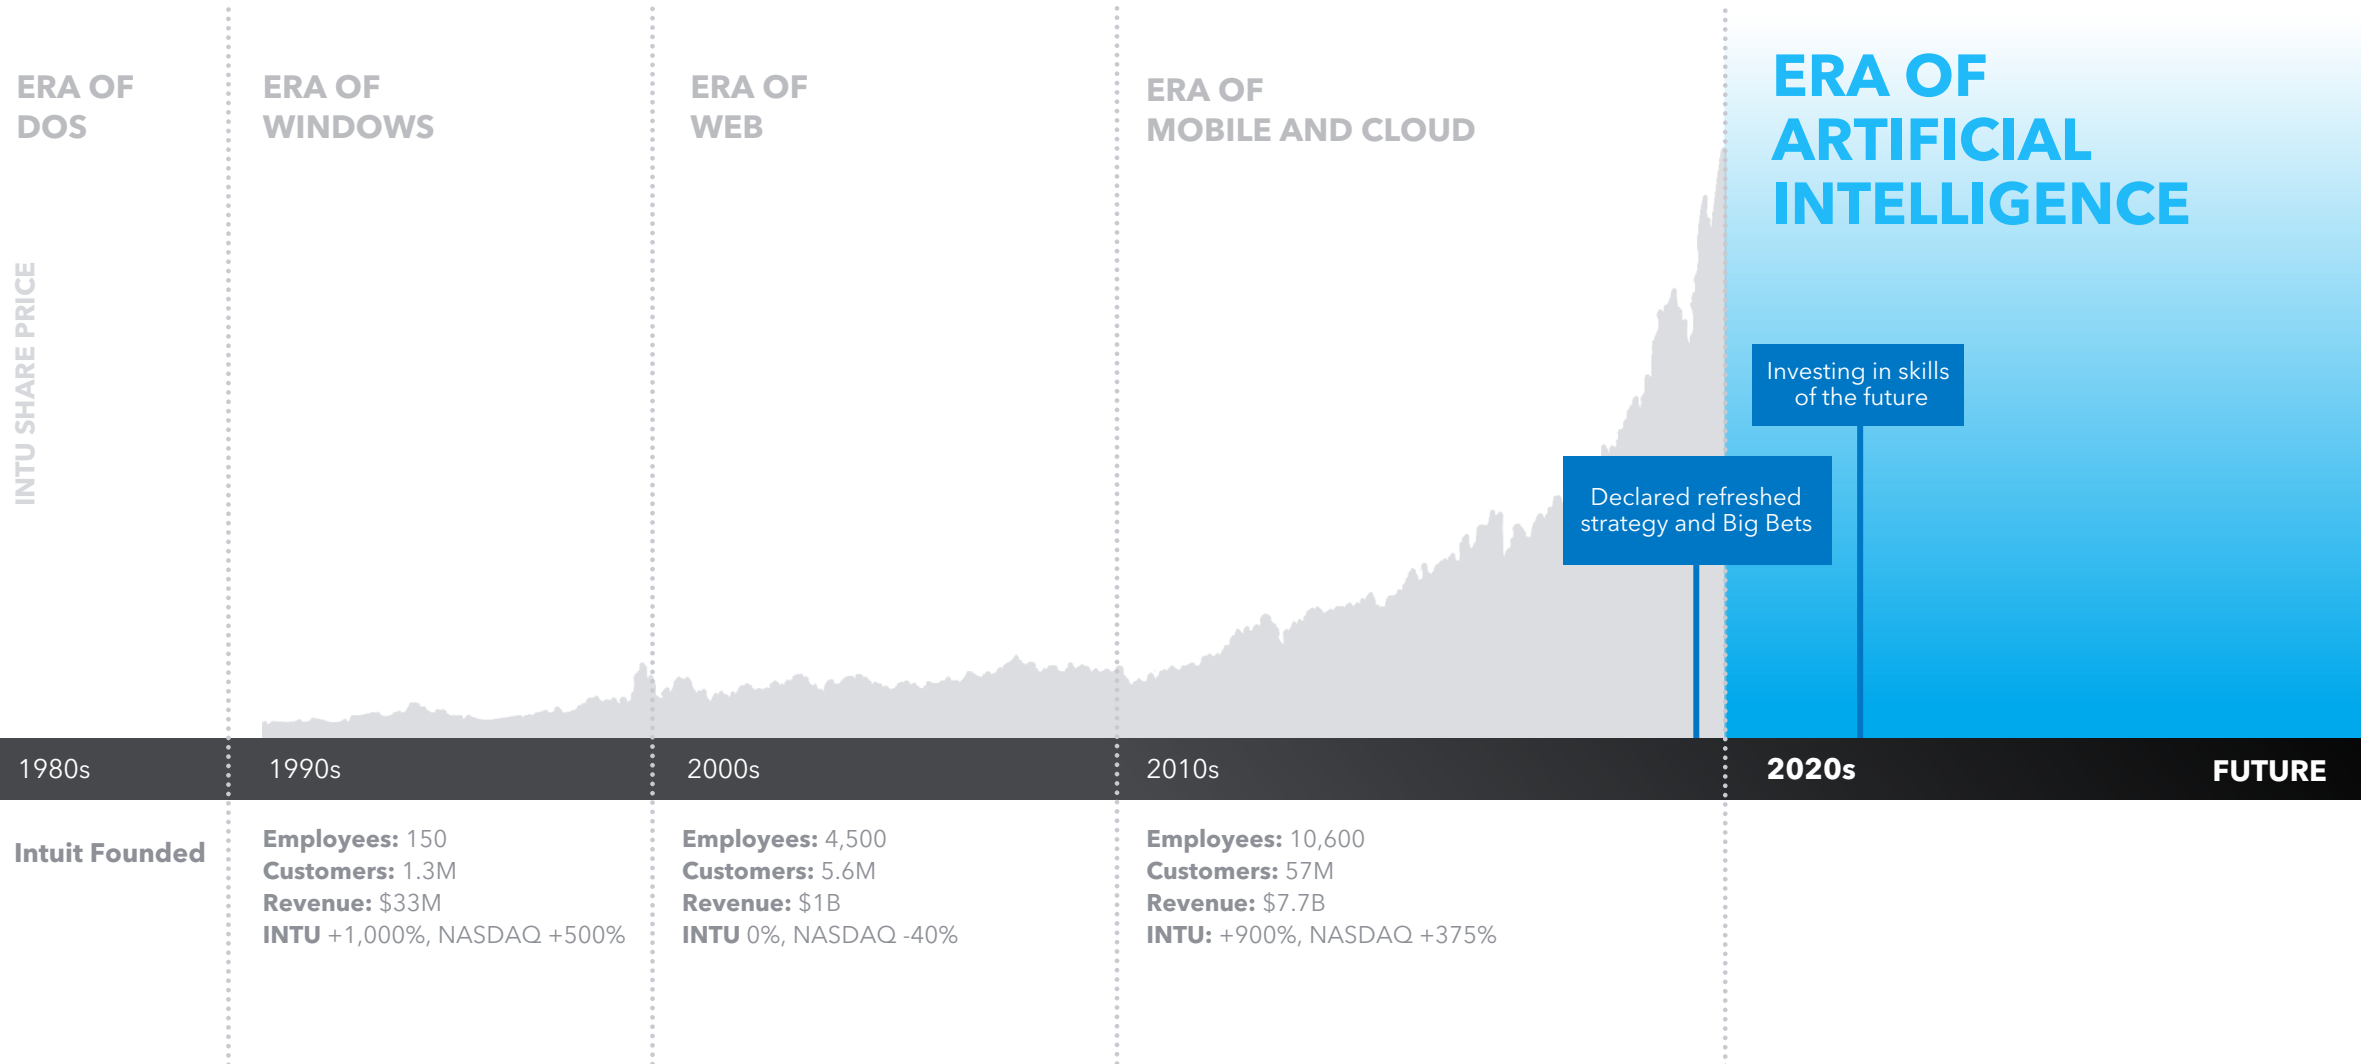 ERA OF
DOS
ERA OF
WINDOWS
ERA OF
WEB
ERA OF
MOBILE AND CLOUD
ERA OF
ARTIFICIAL
INTELLIGENCE
INTU SHARE PRICE
Investing in skills
of the future
Declared refreshed
strategy and Big Bets
1980s
1990s
2000s
2010s
2020s
FUTURE
Intuit Founded
Employees: 150
Customers: 1.3M
Revenue: $33M
INTU +1,000%, NASDAQ +500%
Employees: 4,500
Customers: 5.6M
Revenue: $1B
INTU 0%, NASDAQ -40%
Employees: 10,600
Customers: 57M
Revenue: $7.7B
INTU: +900%, NASDAQ +375%